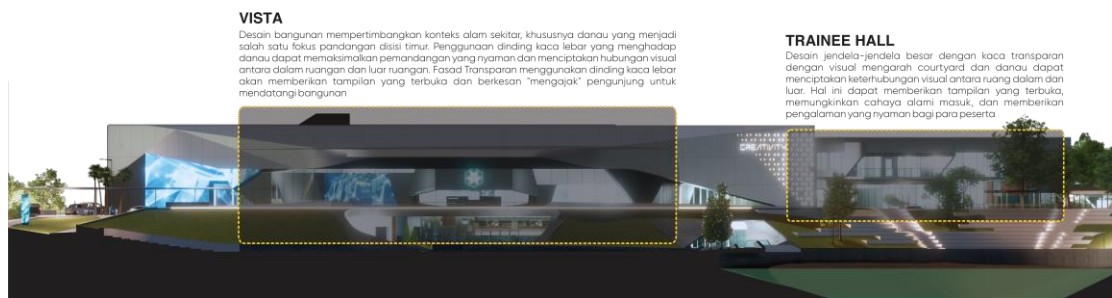 VISTA
Desain bangunan mempertimbangkan konteks alam sekitar, khususnya danau yang menjadi
salah satu fokus pandangan disisi timur. Penggunaan dinding kaca lebar yang menghadap
danau dapat memaksimalkan pemandangan yang nyaman dan menciptakan hubungan visual
antara dalam ruangan dan luar ruangan. Fasad Transparan menggunakan dinding kaca lebar
akan memberikan tampilan yang terbuka dan berkesan "mengajak" pengunjung untuk
mendatangi bangunan
TRAINEE HALL
Desain jendela-jendela besar dengan kaca transparan
dengan visual mengarah courtyard dan danau dapat
menciptakan keterhubungan visual antara ruang dalam dan
luar. Hal ini dapat memberikan tampilan yang terbuka,
memungkinkan cahaya alami masuk, dan memberikan
pengalaman yang nyaman bagi para peserta
CREATIVITY